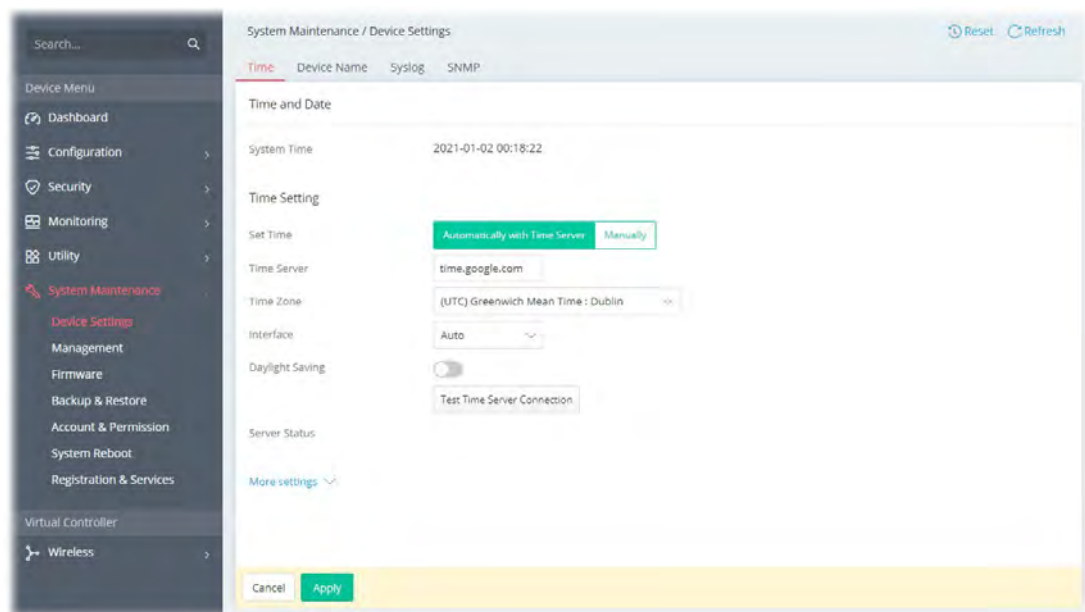 Search...
Device Menu
Dashboard
Configuration
Security
Monitoring
Utility
System Maintenance
Device Settings
Management
Firmware
Backup & Restore
Account & Permission
System Reboot
Registration & Services
Virtual Controller
Wireless
System Maintenance / Device Settings
Reset Refresh
Time Device Name Syslog SNMP
Time and Date
System Time 2021-01-02 00:18:22
Time Setting
Set Time Automatically with Time Server Manually
Time Server time.google.com
Time Zone (UTC) Greenwich Mean Time : Dublin
Interface Auto
Daylight Saving
Test Time Server Connection
Server Status
More settings
Cancel Apply